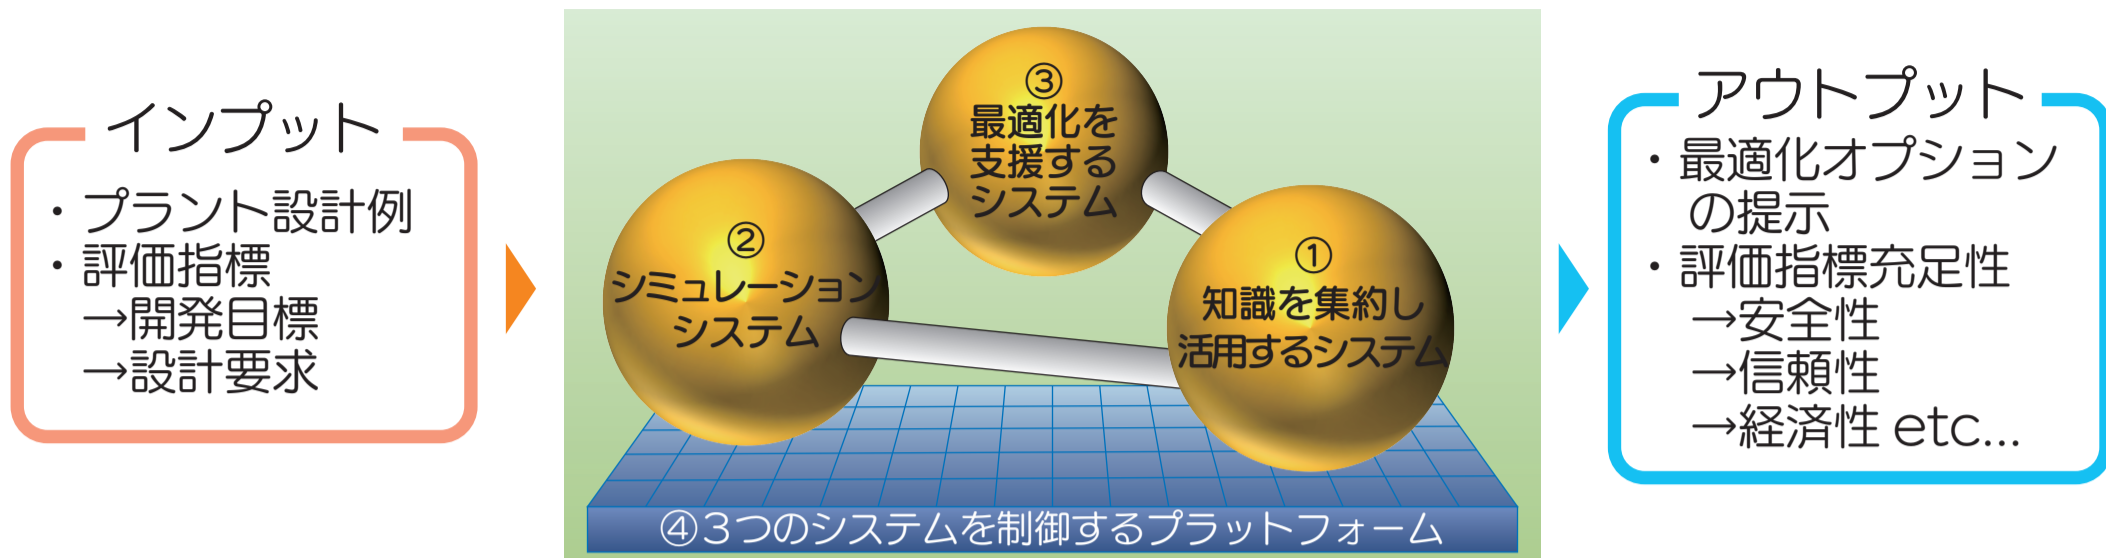 インプット
・プラント設計例
・評価指標
→開発目標
→設計要求
③
最適化を
支援する
システム
②
シミュレーション
システム
①
知識を集約し
活用するシステム
④3つのシステムを制御するプラットフォーム
アウトプット
・最適化オプション
の提示
・評価指標充足性
→安全性
→信頼性
→経済性 etc...